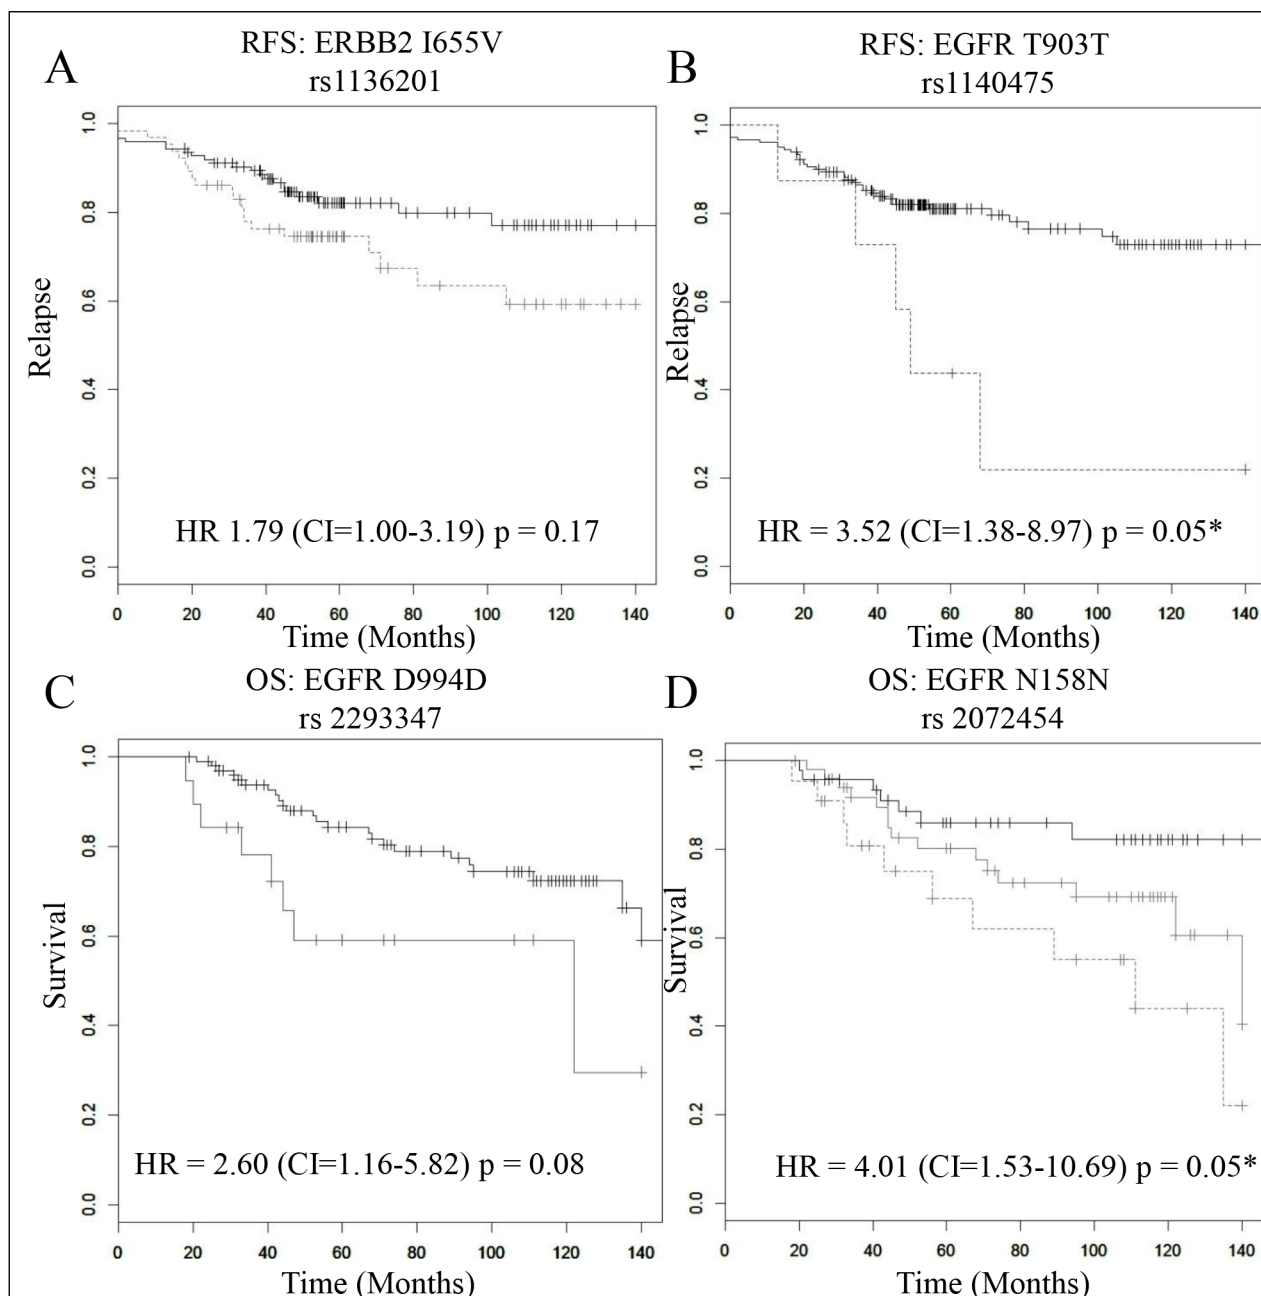 A
RFS: ERBB2 I655V
rs1136201
1.0
0.8
0.6
0.4
0.2
0.0
Relapse
HR 1.79 (CI=1.00-3.19) p = 0.17
0 20 40 60 80 100 120 140
Time (Months)
B
RFS: EGFR T903T
rs1140475
1.0
0.8
0.6
0.4
0.2
0.0
Relapse
HR = 3.52 (CI=1.38-8.97) p = 0.05*
0 20 40 60 80 100 120 140
Time (Months)
C
OS: EGFR D994D
rs 2293347
1.0
0.8
0.6
0.4
0.2
0.0
Survival
HR = 2.60 (CI=1.16-5.82) p = 0.08
0 20 40 60 80 100 120 140
Time (Months)
D
OS: EGFR N158N
rs 2072454
1.0
0.8
0.6
0.4
0.2
0.0
Survival
HR = 4.01 (CI=1.53-10.69) p = 0.05*
0 20 40 60 80 100 120 140
Time (Months)